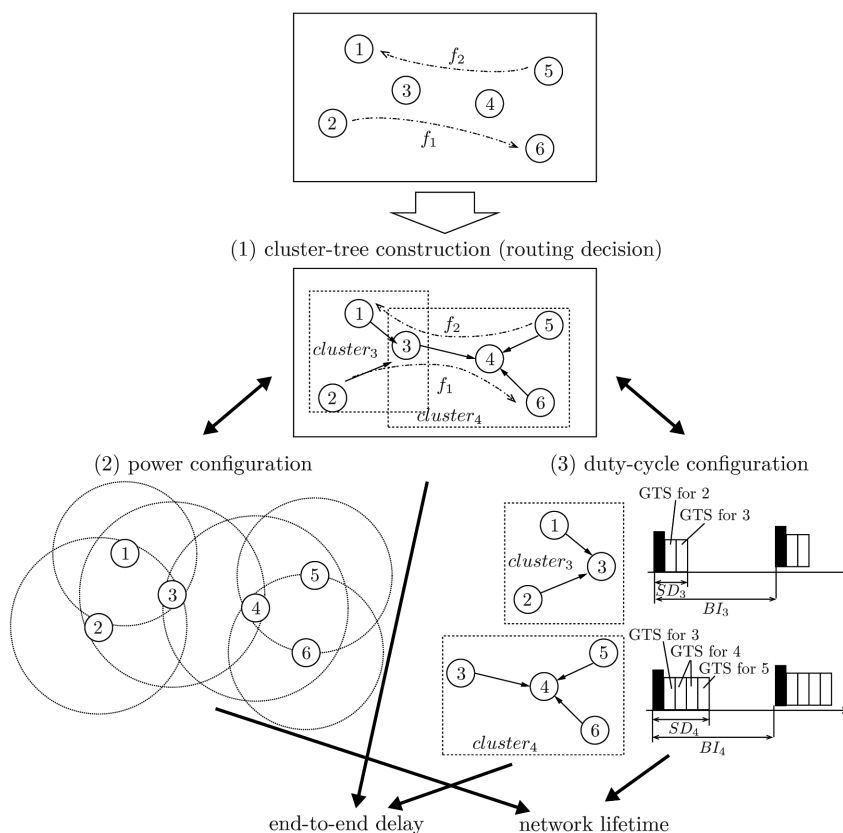 1
f2
5
3
4
2
f1
6
(1) cluster-tree construction (routing decision)
1
f2
5
cluster3
3
4
2
f1
6
cluster4
(2) power configuration
(3) duty-cycle configuration
1
3
2
5
4
6
GTS for 2
GTS for 3
1
cluster3
3
2
SD3
BI3
GTS for 3
GTS for 4
GTS for 5
3
5
4
6
cluster4
SD4
BI4
end-to-end delay
network lifetime